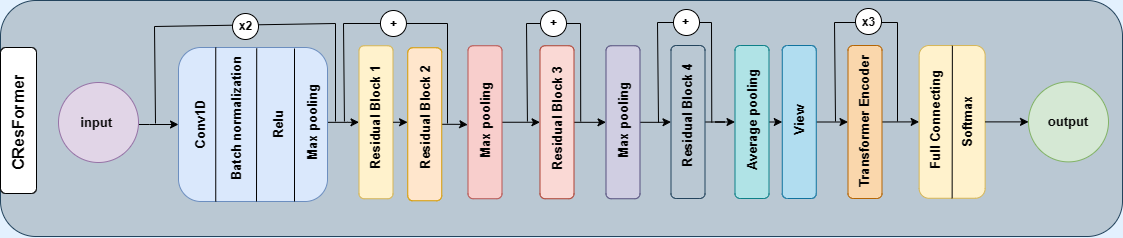 CResFormer
input
x2
Conv1D
Batch normalization
Relu
Max pooling
+
Residual Block 1
Residual Block 2
Max pooling
+
Residual Block 3
Max pooling
+
Residual Block 4
Average pooling
View
x3
Transformer Encoder
Full Connecting
Softmax
output